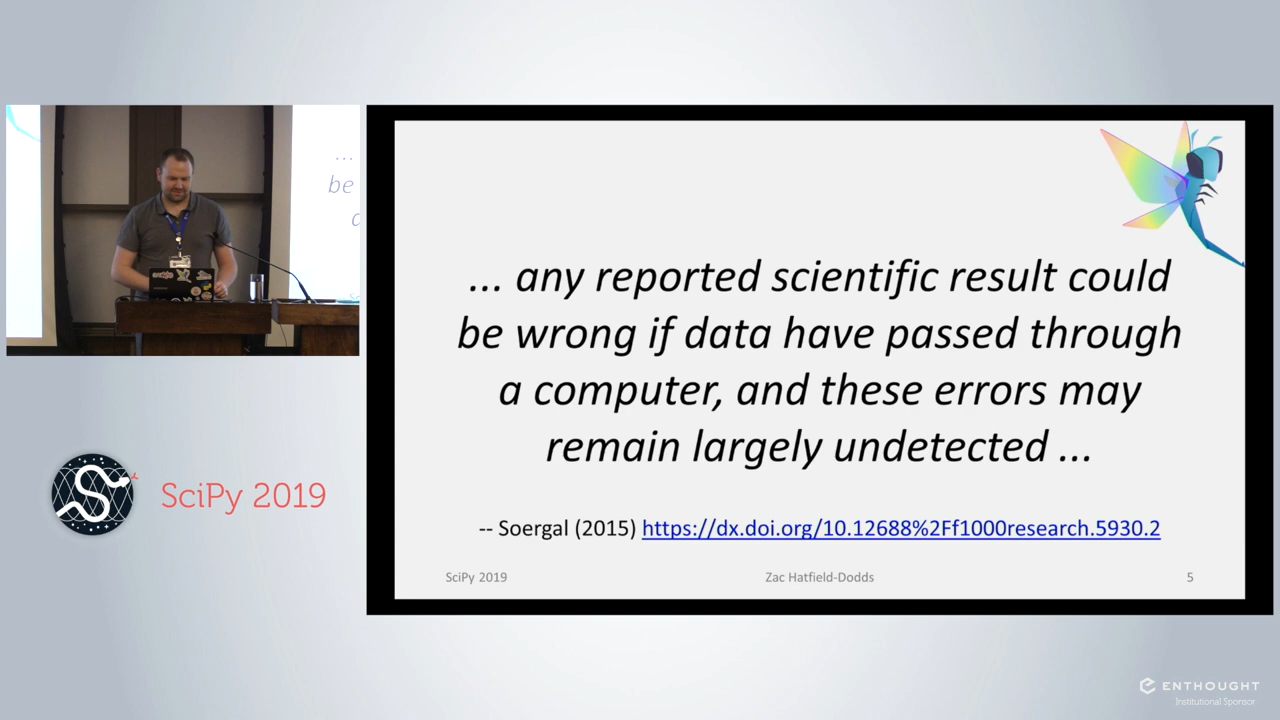 ...
be
SciPy 2019
... any reported scientific result could
be wrong if data have passed through
a computer, and these errors may
remain largely undetected ...
-- Soergal (2015) https://dx.doi.org/10.12688%2Ff1000research.5930.2
SciPy 2019 Zac Hatfield-Dodds 5
ENTHOUGHT
Institutional Sponsor